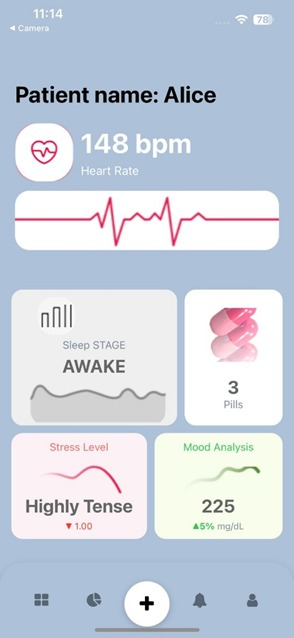 11:14
78
◀ Camera
Patient name: Alice
148 bpm
Heart Rate
Sleep STAGE
AWAKE
3
Pills
Stress Level
Highly Tense
▼ 1.00
Mood Analysis
225
▲5% mg/dL